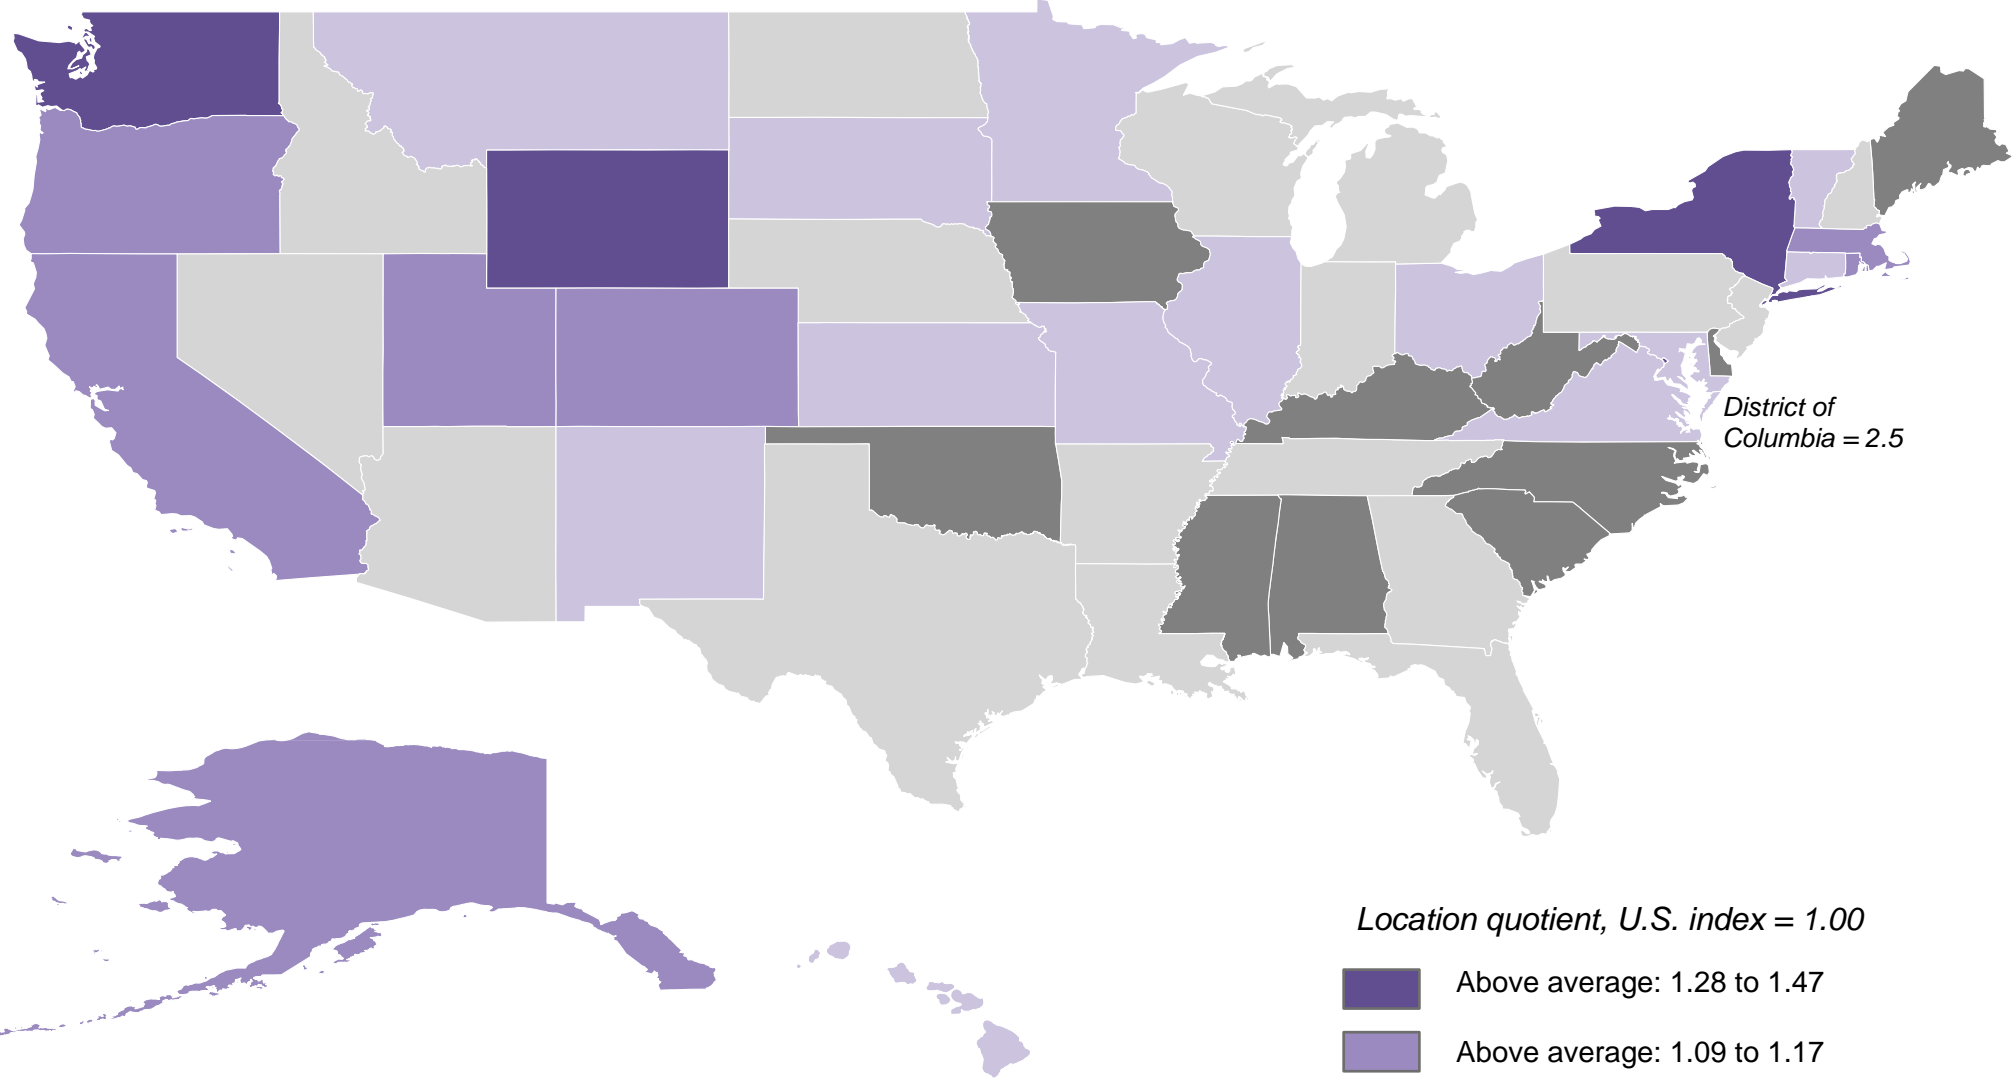 District of
Columbia = 2.5
Location quotient, U.S. index = 1.00
Above average: 1.28 to 1.47
Above average: 1.09 to 1.17